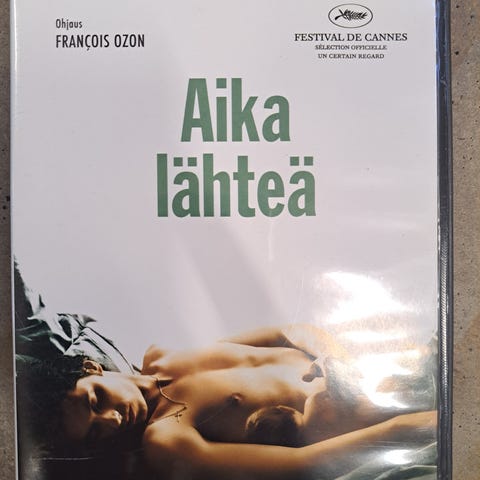 Ohjaus
FRANÇOIS OZON
FESTIVAL DE CANNES
SÉLECTION OFFICIELLE
UN CERTAIN REGARD
Aika
lähteä